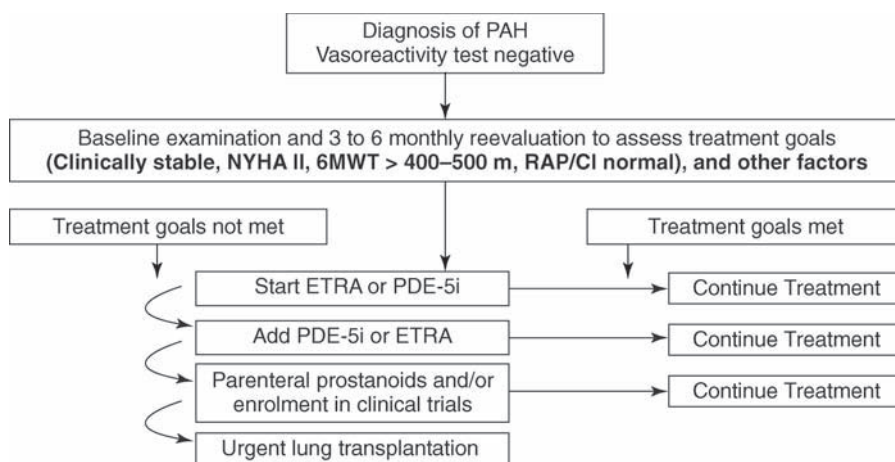 Diagnosis of PAH
Vasoreactivity test negative
Baseline examination and 3 to 6 monthly reevaluation to assess treatment goals
(Clinically stable, NYHA II, 6MWT > 400–500 m, RAP/CI normal), and other factors
Treatment goals not met
Treatment goals met
Start ETRA or PDE-5i
Continue Treatment
Add PDE-5i or ETRA
Continue Treatment
Parenteral prostanoids and/or
enrolment in clinical trials
Continue Treatment
Urgent lung transplantation